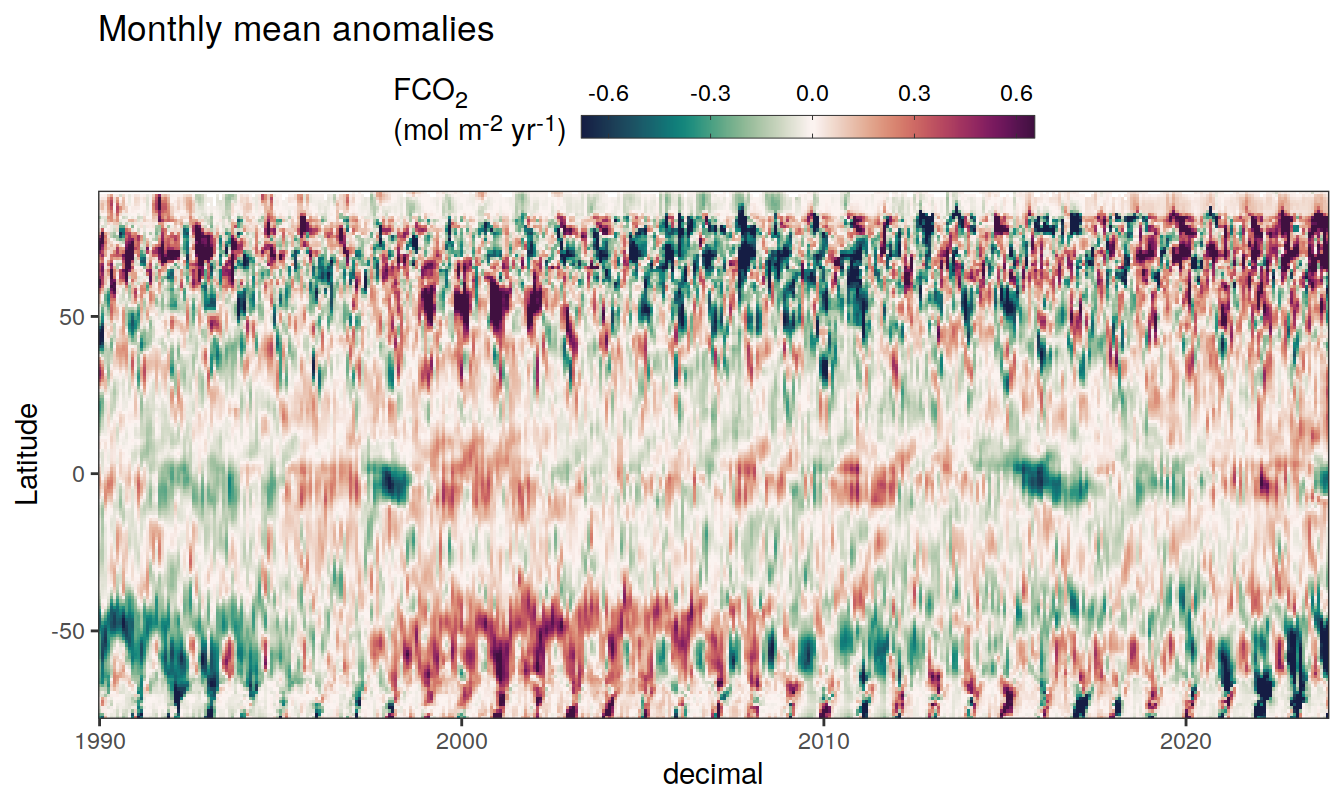 Monthly mean anomalies
FCO₂
(mol m⁻² yr⁻¹)
-0.6 -0.3 0.0 0.3 0.6
Latitude
50
0
-50
1990 2000 2010 2020
decimal